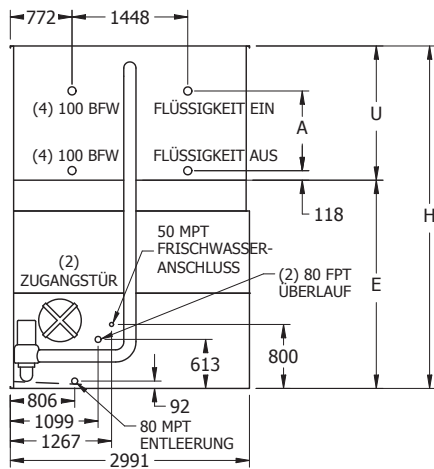 772
1448
(4) 100 BFW
FLÜSSIGKEIT EIN
A
U
H
(4) 100 BFW
FLÜSSIGKEIT AUS
118
50 MPT
FRISCHWASSER-
ANSCHLUSS
(2)
ZUGANGSTÜR
(2) 80 FPT
ÜBERLAUF
E
800
613
806
92
1099
80 MPT
ENTLEERUNG
1267
2991